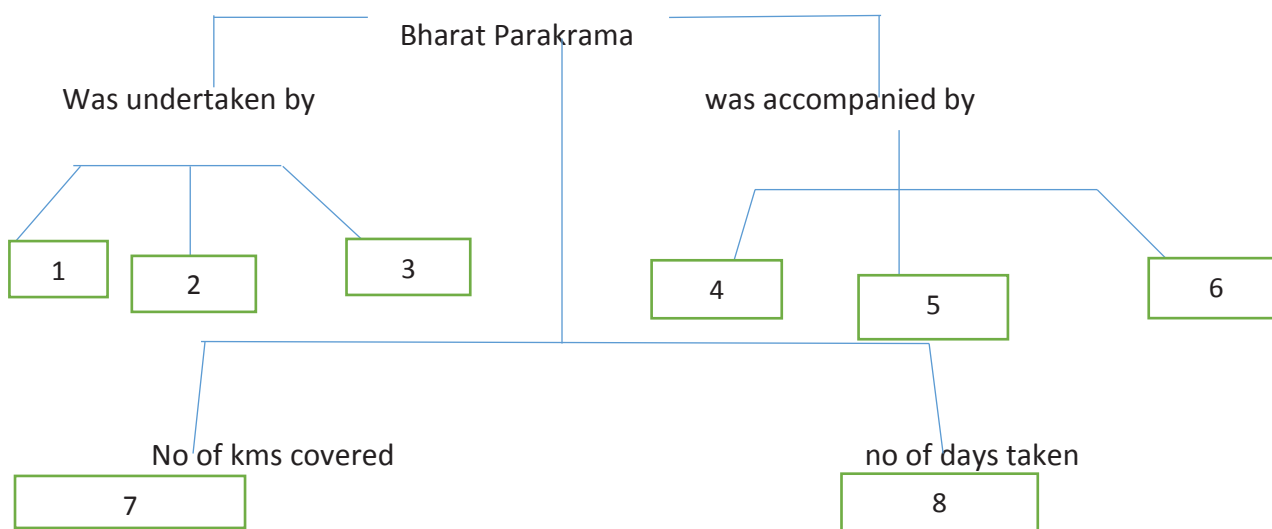 Bharat Parakrama
Was undertaken by
was accompanied by
1
2
3
4
5
6
No of kms covered
no of days taken
7
8